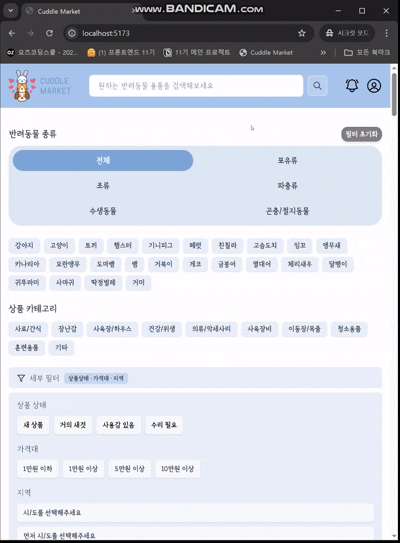 www.BANDICAM.com
Cuddle Market
localhost:5173
시크릿 모드
오즈코딩스쿨 - 202...
(1) 프론트엔드 11기
11기 메인 프로젝트
Cuddle Market
모든 북마크
CUDDLE
MARKET
원하는 반려동물 용품을 검색해보세요
반려동물 종류
필터 초기화
전체
포유류
조류
파충류
수생동물
곤충/절지동물
강아지 고양이 토끼 햄스터 기니피그 페럿 친칠라 고슴도치 잉꼬 앵무새
카나리아 모란앵무 도마뱀 뱀 거북이 게코 금붕어 열대어 체리새우 달팽이
귀뚜라미 사마귀 딱정벌레 거미
상품 카테고리
사료/간식 장난감 사육장/하우스 건강/위생 의류/악세사리 사육장비 이동장/목줄 청소용품
훈련용품 기타
세부 필터 상품상태 · 가격대 · 지역
상품 상태
새 상품 거의 새것 사용감 있음 수리 필요
가격대
1만원 이하 1만원 이상 5만원 이상 10만원 이상
지역
시/도를 선택해주세요
먼저 시/도를 선택해주세요